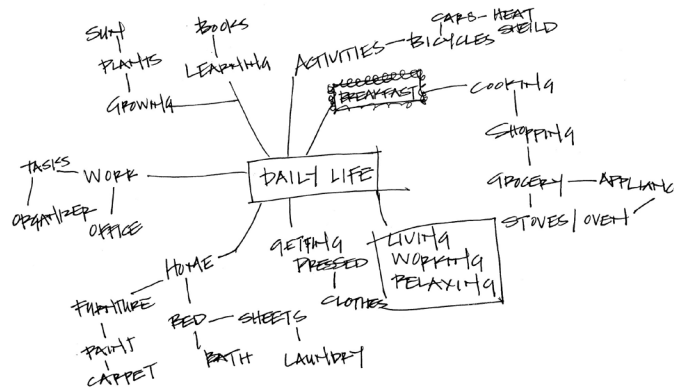 SUN
PLANTS
GROWING
BOOKS
LEARNING
ACTIVITIES — BICYCLES
CARS — HEAT SHEILD
BREAKFAST
COOKING
SHOPPING
GROCERY — APPLIANC
STOVES / OVEN
DAILY LIFE
TASKS
WORK
ORGANIZER
OFFICE
HOME
FURNTURE
PAINT
CARPET
BED — SHEETS
BATH
LAUNDRY
GETTING
DRESSED
CLOTHES
LIVING
WORKING
RELAXING